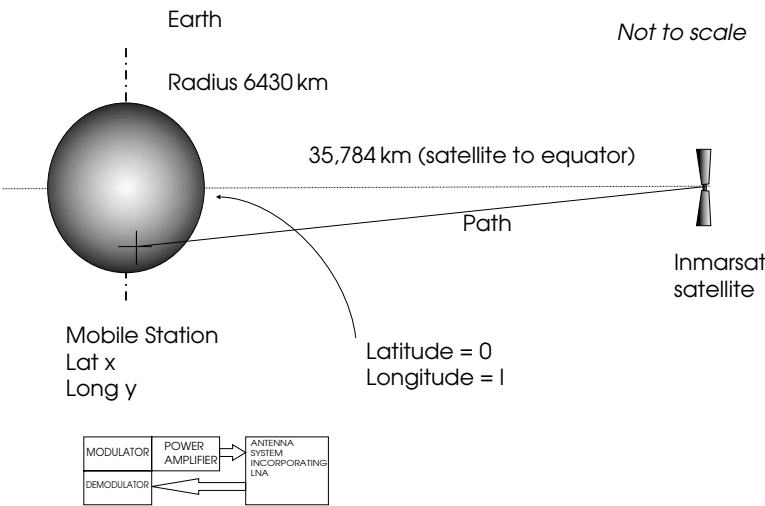 Earth
Not to scale
Radius 6430 km
35,784 km (satellite to equator)
Path
Inmarsat
satellite
Mobile Station
Lat x
Long y
Latitude = 0
Longitude = l
MODULATOR
POWER
AMPLIFIER
ANTENNA
SYSTEM
INCORPORATING
LNA
DEMODULATOR